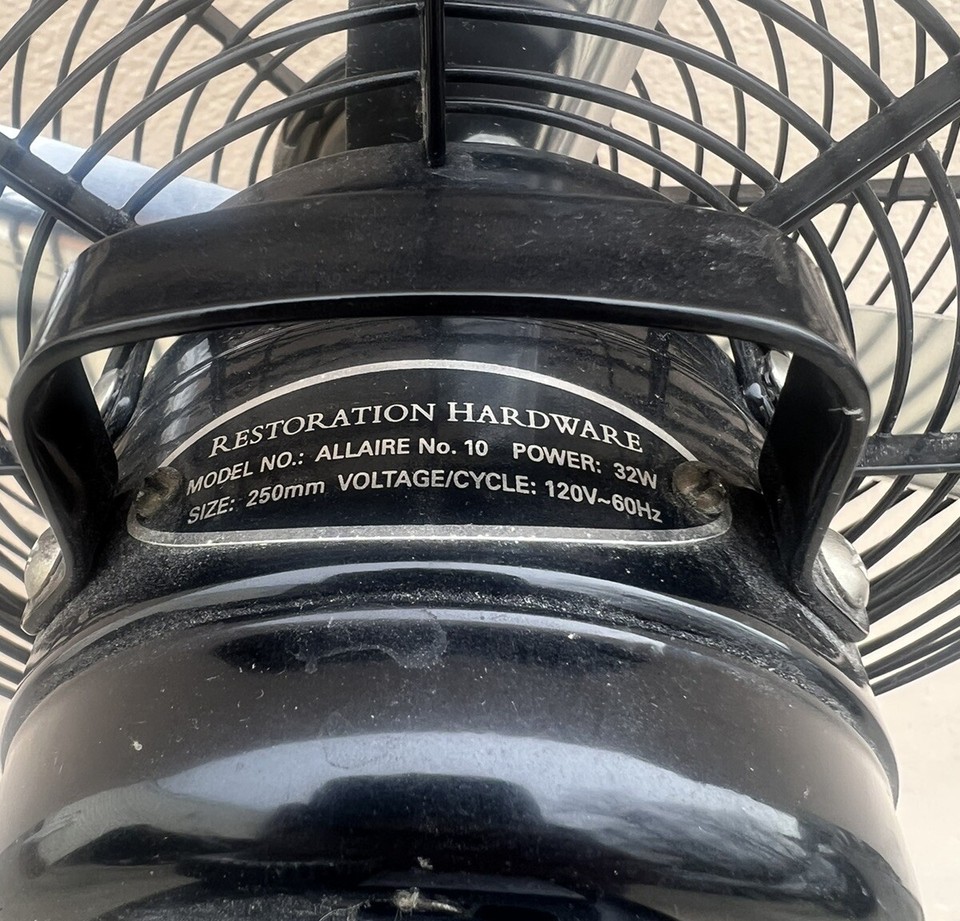 RESTORATION HARDWARE
MODEL NO.: ALLAIRE No. 10 POWER: 32W
SIZE: 250mm VOLTAGE/CYCLE: 120V~60Hz